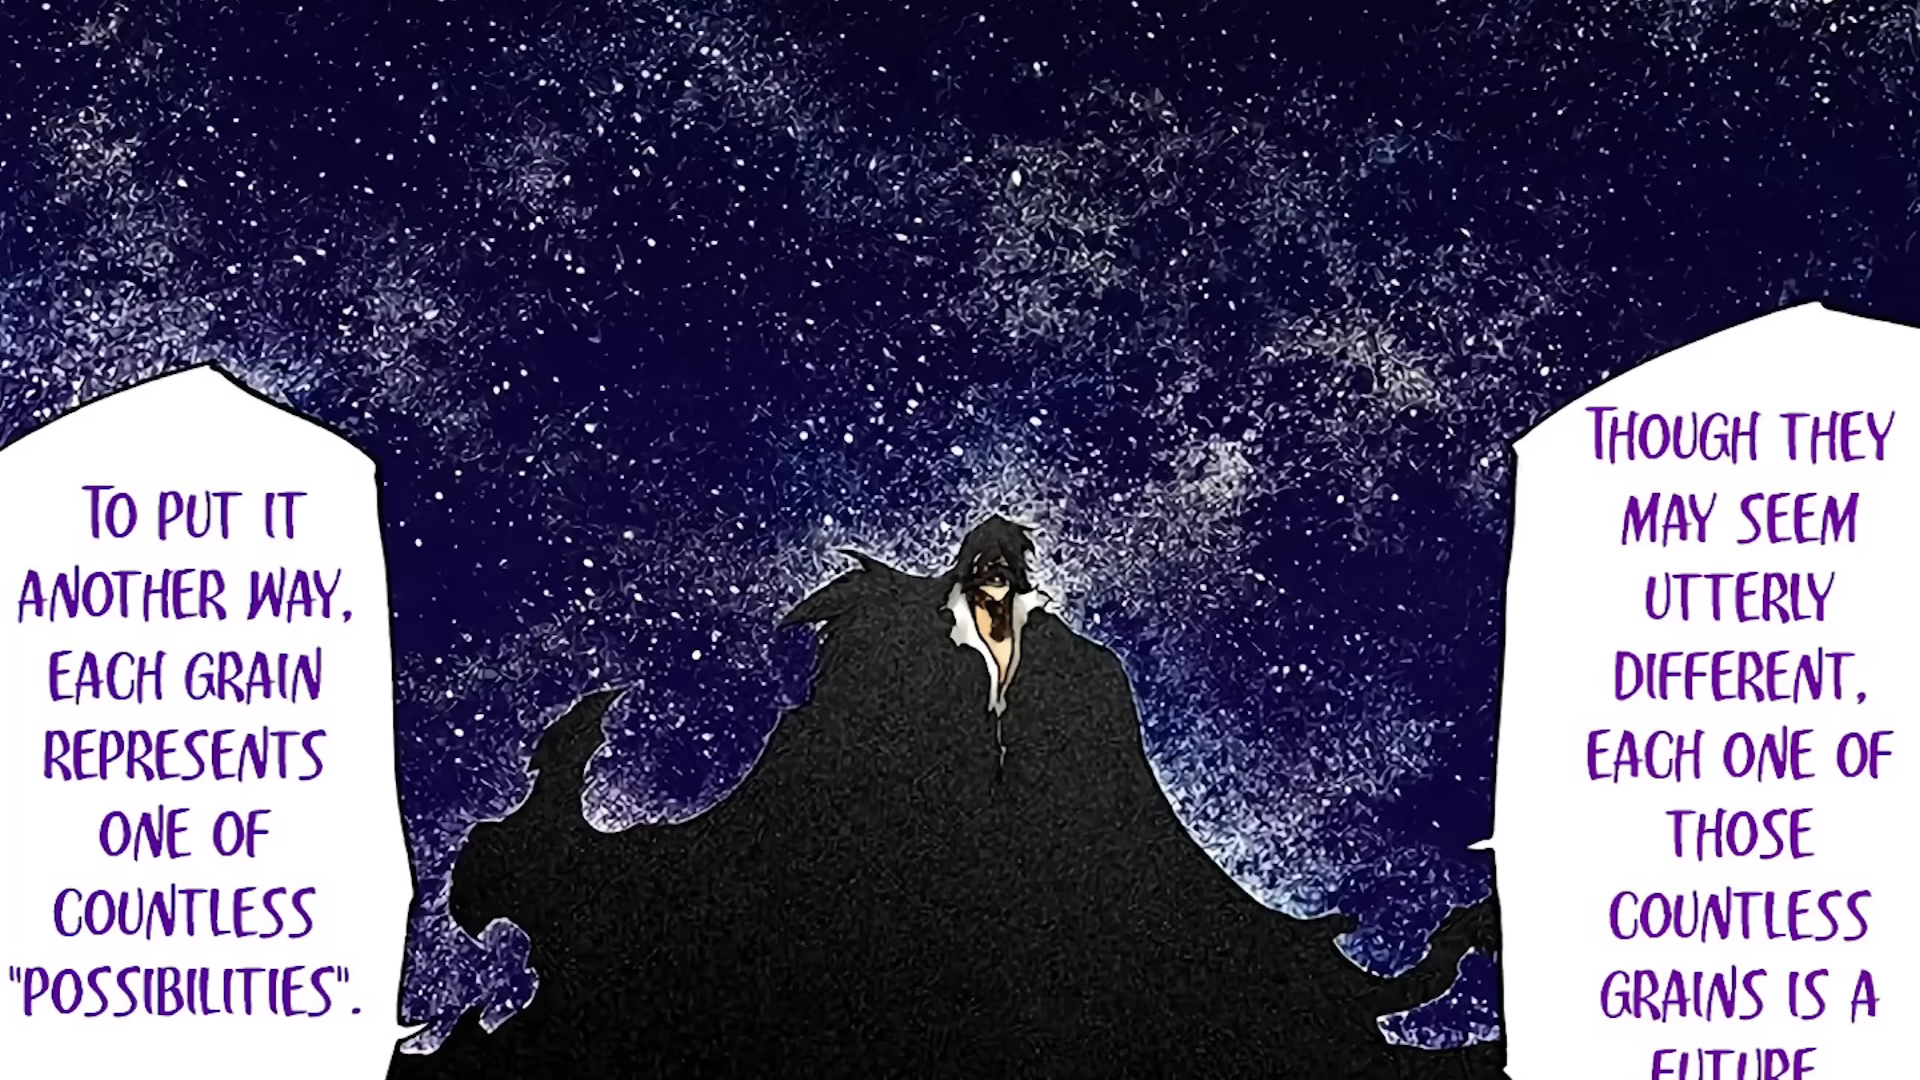 THOUGH THEY
MAY SEEM
UTTERLY
DIFFERENT,
EACH ONE OF
THOSE
COUNTLESS
GRAINS IS A
FUTURE
TO PUT IT
ANOTHER WAY,
EACH GRAIN
REPRESENTS
ONE OF
COUNTLESS
"POSSIBILITIES".